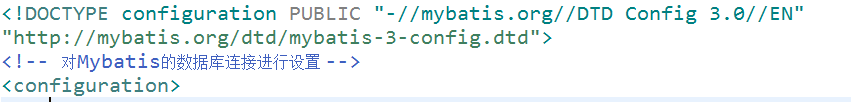 <!DOCTYPE configuration PUBLIC "-//mybatis.org//DTD Config 3.0//EN"
"http://mybatis.org/dtd/mybatis-3-config.dtd">
<!-- 对Mybatis的数据库连接进行设置 -->
<configuration>